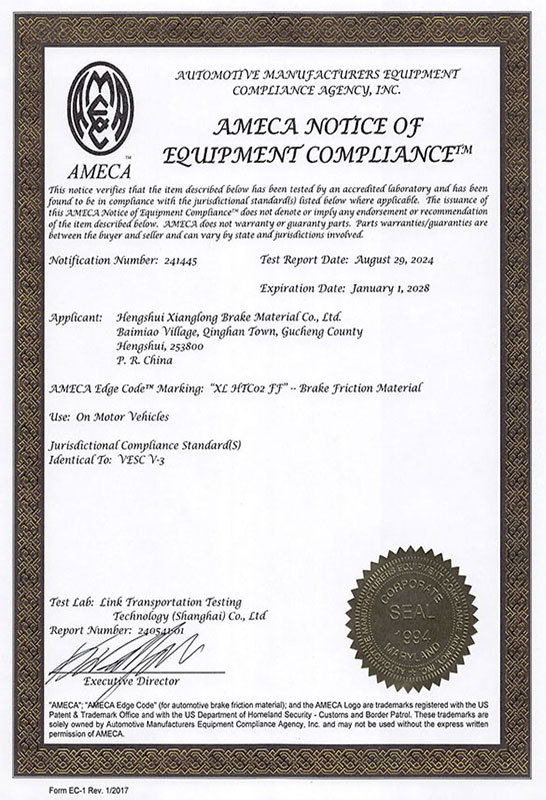 AUTOMOTIVE MANUFACTURERS EQUIPMENT
COMPLIANCE AGENCY, INC.
AMECA NOTICE OF
EQUIPMENT COMPLIANCE™
AMECA™
This notice verifies that the item described below has been tested by an accredited laboratory and has been
found to be in compliance with the jurisdictional standard(s) listed below where applicable. The issuance of
this AMECA Notice of Equipment Compliance™ does not denote or imply any endorsement or recommendation
of the item described below. AMECA does not warranty or guaranty parts. Parts warranties/guaranties are
between the buyer and seller and can vary by state and jurisdictions involved.
Notification Number: 241445
Test Report Date: August 29, 2024
Expiration Date: January 1, 2028
Applicant: Hengshui Xianglong Brake Material Co., Ltd.
Baimiao Village, Qinghan Town, Gucheng County
Hengshui, 253800
P. R. China
AMECA Edge Code™ Marking: "XL HTC02 FF" -- Brake Friction Material
Use: On Motor Vehicles
Jurisdictional Compliance Standard(S)
Identical To: VESC V-3
CORPORATE
SEAL
1994
MARYLAND
Test Lab: Link Transportation Testing
Technology (Shanghai) Co., Ltd
Report Number: 240541-01
Executive Director
"AMECA"; "AMECA Edge Code" (for automotive brake friction material); and the AMECA Logo are trademarks registered with the US
Patent & Trademark Office and with the US Department of Homeland Security - Customs and Border Patrol. These trademarks are
solely owned by Automotive Manufacturers Equipment Compliance Agency, Inc. and may not be used without the express written
permission of AMECA.
Form EC-1 Rev. 1/2017